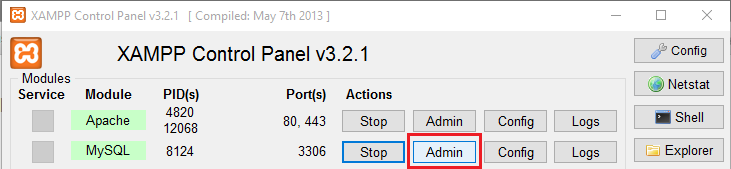 XAMPP Control Panel v3.2.1 [ Compiled: May 7th 2013 ]
XAMPP Control Panel v3.2.1
Config
Modules
Service Module PID(s) Port(s) Actions
Netstat
Apache 4820 12068 80, 443 Stop Admin Config Logs
Shell
MySQL 8124 3306 Stop Admin Config Logs
Explorer